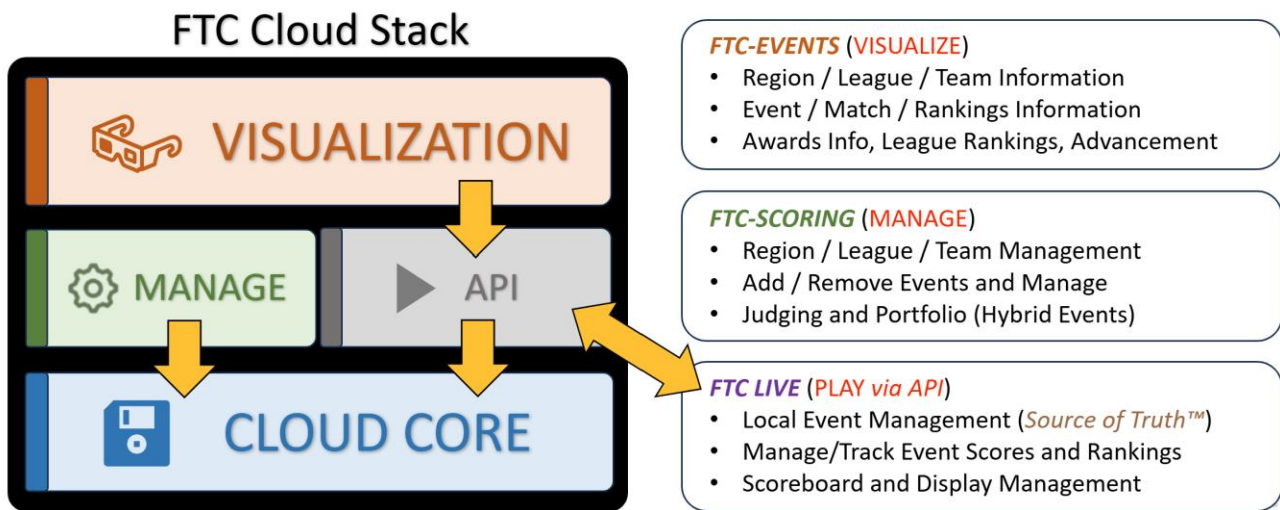 FTC Cloud Stack
VISUALIZATION
MANAGE
API
CLOUD CORE
FTC-EVENTS (VISUALIZE)
• Region / League / Team Information
• Event / Match / Rankings Information
• Awards Info, League Rankings, Advancement
FTC-SCORING (MANAGE)
• Region / League / Team Management
• Add / Remove Events and Manage
• Judging and Portfolio (Hybrid Events)
FTC LIVE (PLAY via API)
• Local Event Management (Source of Truth™)
• Manage/Track Event Scores and Rankings
• Scoreboard and Display Management